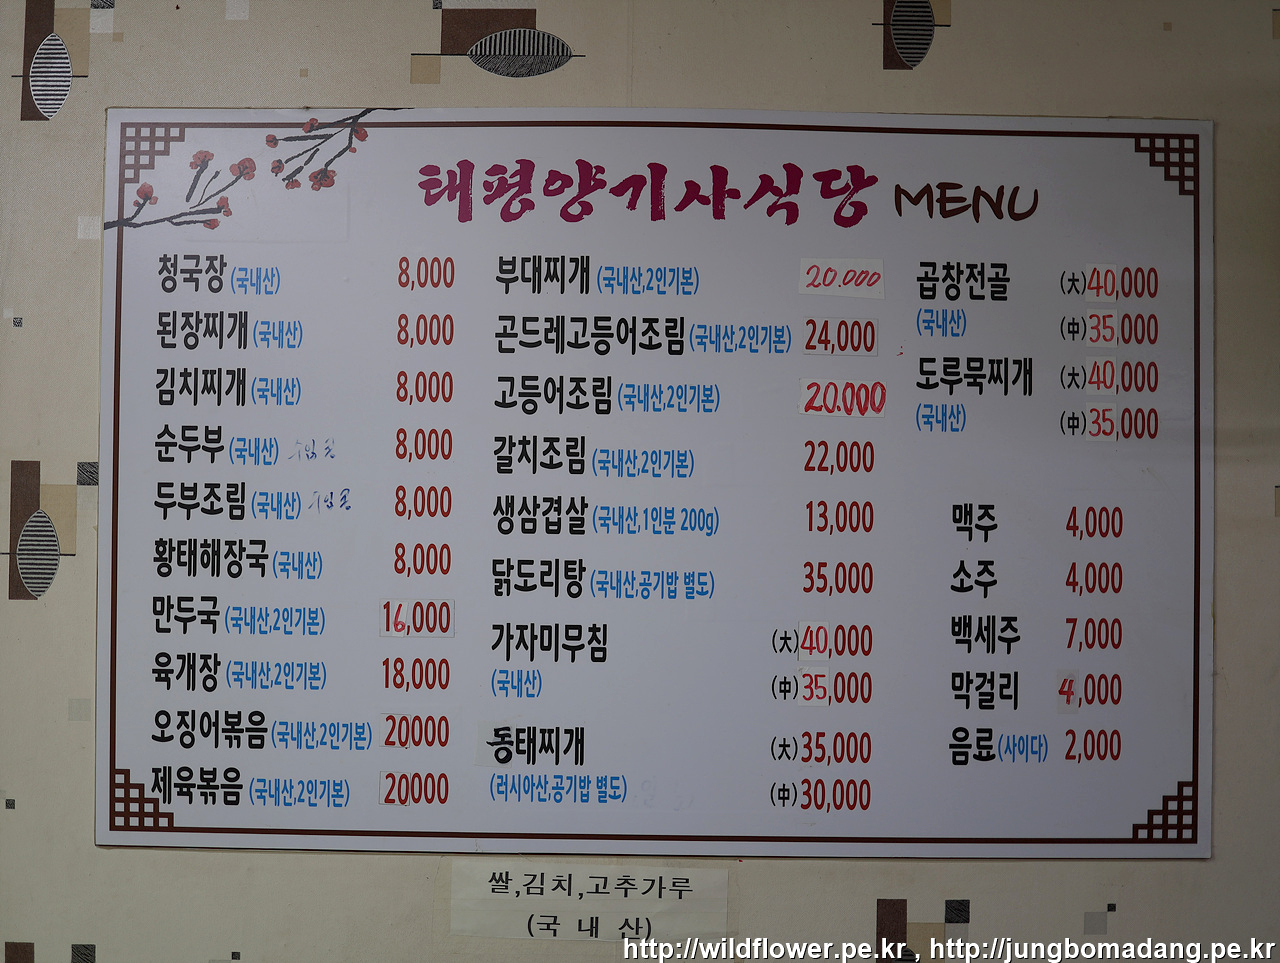 태평양기사식당 MENU
청국장 (국내산) 8,000
된장찌개 (국내산) 8,000
김치찌개 (국내산) 8,000
순두부 (국내산) 8,000
두부조림 (국내산) 수입콩 8,000
황태해장국 (국내산) 8,000
만두국 (국내산,2인기본) 16,000
육개장 (국내산,2인기본) 18,000
오징어볶음 (국내산,2인기본) 20000
제육볶음 (국내산,2인기본) 20000
부대찌개 (국내산,2인기본) 20.000
곤드레고등어조림 (국내산,2인기본) 24,000
고등어조림 (국내산,2인기본) 20.000
갈치조림 (국내산,2인기본) 22,000
생삼겹살 (국내산,1인분 200g) 13,000
닭도리탕 (국내산,공기밥 별도) 35,000
가자미무침 (大) 40,000
(국내산) (中) 35,000
동태찌개 (大) 35,000
(러시아산,공기밥 별도) (中) 30,000
곱창전골 (大) 40,000
(국내산) (中) 35,000
도루묵찌개 (大) 40,000
(국내산) (中) 35,000
맥주 4,000
소주 4,000
백세주 7,000
막걸리 4,000
음료(사이다) 2,000
쌀,김치,고추가루
(국 내 산)
http://wildflower.pe.kr , http://jungbomadang.pe.kr